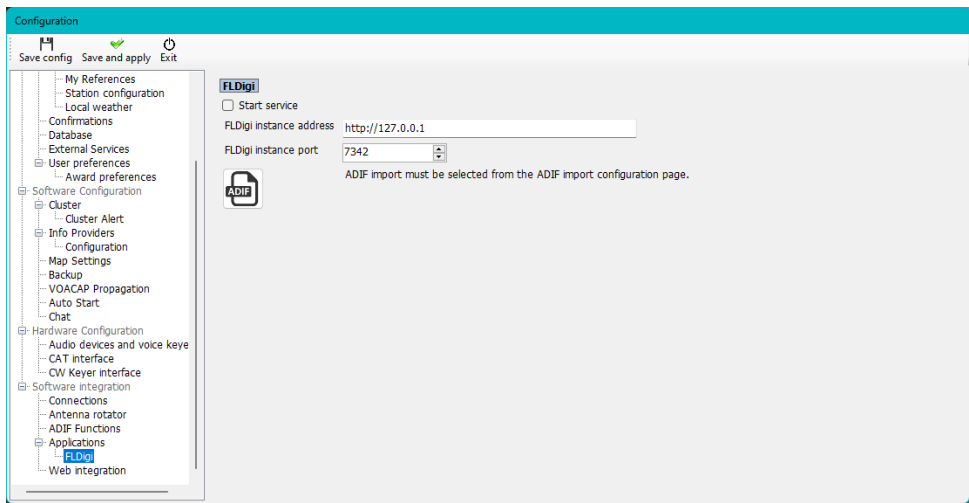 Configuration
Save config Save and apply Exit
My References
Station configuration
Local weather
Confirmations
Database
External Services
User preferences
Award preferences
Software Configuration
Cluster
Cluster Alert
Info Providers
Configuration
Map Settings
Backup
VOACAP Propagation
Auto Start
Chat
Hardware Configuration
Audio devices and voice keye
CAT interface
CW Keyer interface
Software integration
Connections
Antenna rotator
ADIF Functions
Applications
FLDigi
Web integration
FLDigi
Start service
FLDigi instance address http://127.0.0.1
FLDigi instance port 7342
ADIF
ADIF import must be selected from the ADIF import configuration page.